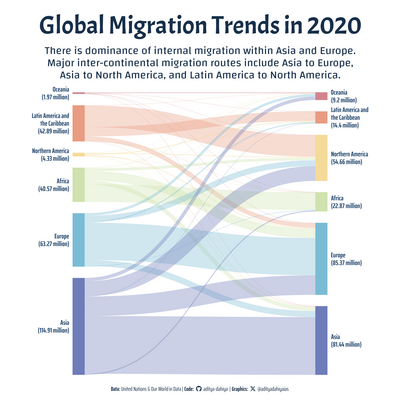 Global Migration Trends in 2020
There is dominance of internal migration within Asia and Europe.
Major inter-continental migration routes include Asia to Europe,
Asia to North America, and Latin America to North America.
Oceania
(1.97 million)
Latin America and
the Caribbean
(42.89 million)
Northern America
(4.33 million)
Africa
(40.57 million)
Europe
(63.27 million)
Asia
(114.91 million)
Oceania
(9.2 million)
Latin America and
the Caribbean
(14.4 million)
Northern America
(54.66 million)
Africa
(22.87 million)
Europe
(85.37 million)
Asia
(81.44 million)
Data: United Nations & Our World in Data | Code: aditya-dahiya | Graphics: X @adityadahiyaias